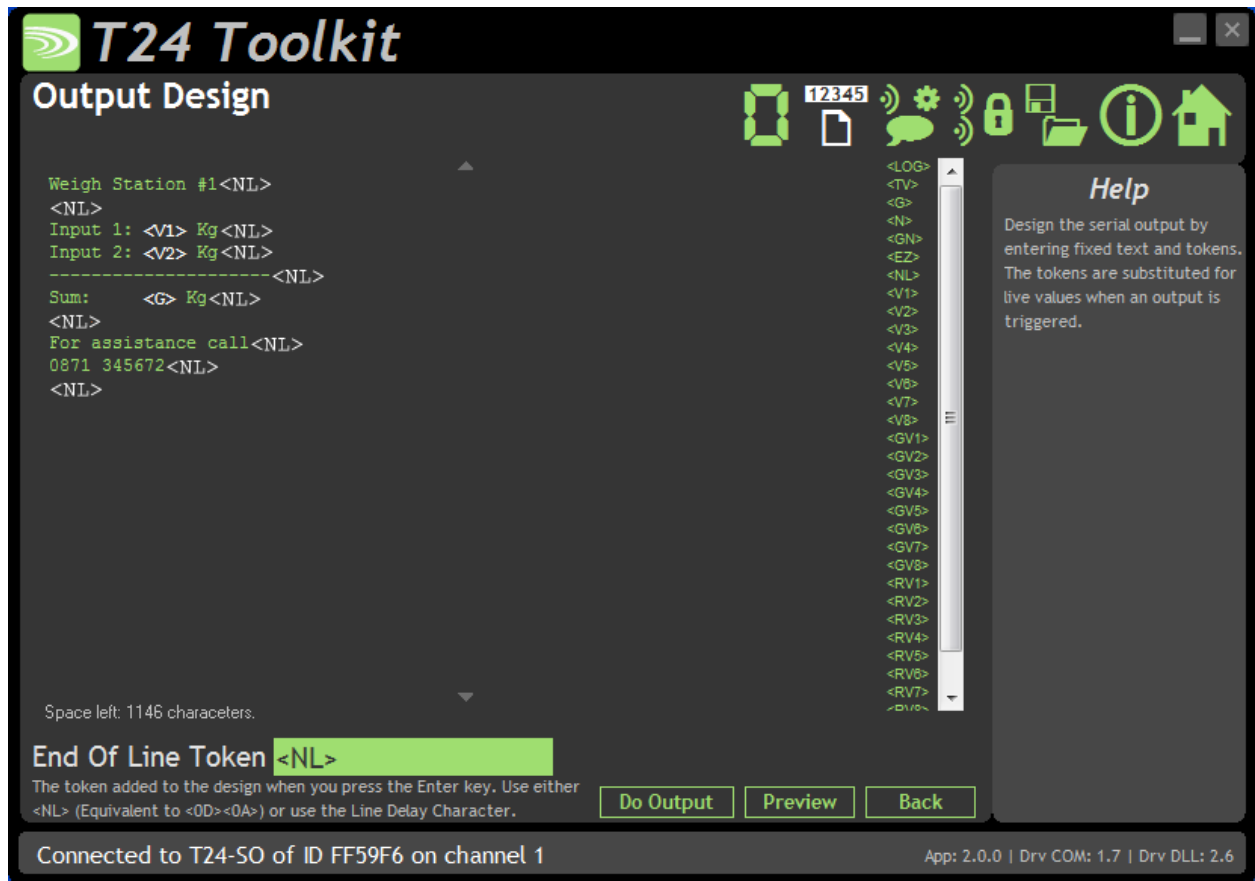 T24 Toolkit
Output Design
12345
Weigh Station #1<NL>
<NL>
Input 1: <V1> Kg<NL>
Input 2: <V2> Kg<NL>
---------------------<NL>
Sum:     <G> Kg<NL>
<NL>
For assistance call<NL>
0871 345672<NL>
<NL>
Space left: 1146 characeters.
<LOG>
<TV>
<G>
<N>
<GN>
<EZ>
<NL>
<V1>
<V2>
<V3>
<V4>
<V5>
<V6>
<V7>
<V8>
<GV1>
<GV2>
<GV3>
<GV4>
<GV5>
<GV6>
<GV7>
<GV8>
<RV1>
<RV2>
<RV3>
<RV4>
<RV5>
<RV6>
<RV7>
<RV8>
Help
Design the serial output by
entering fixed text and tokens.
The tokens are substituted for
live values when an output is
triggered.
End Of Line Token <NL>
The token added to the design when you press the Enter key. Use either
<NL> (Equivalent to <0D><0A>) or use the Line Delay Character.
Do Output
Preview
Back
Connected to T24-SO of ID FF59F6 on channel 1
App: 2.0.0 | Drv COM: 1.7 | Drv DLL: 2.6